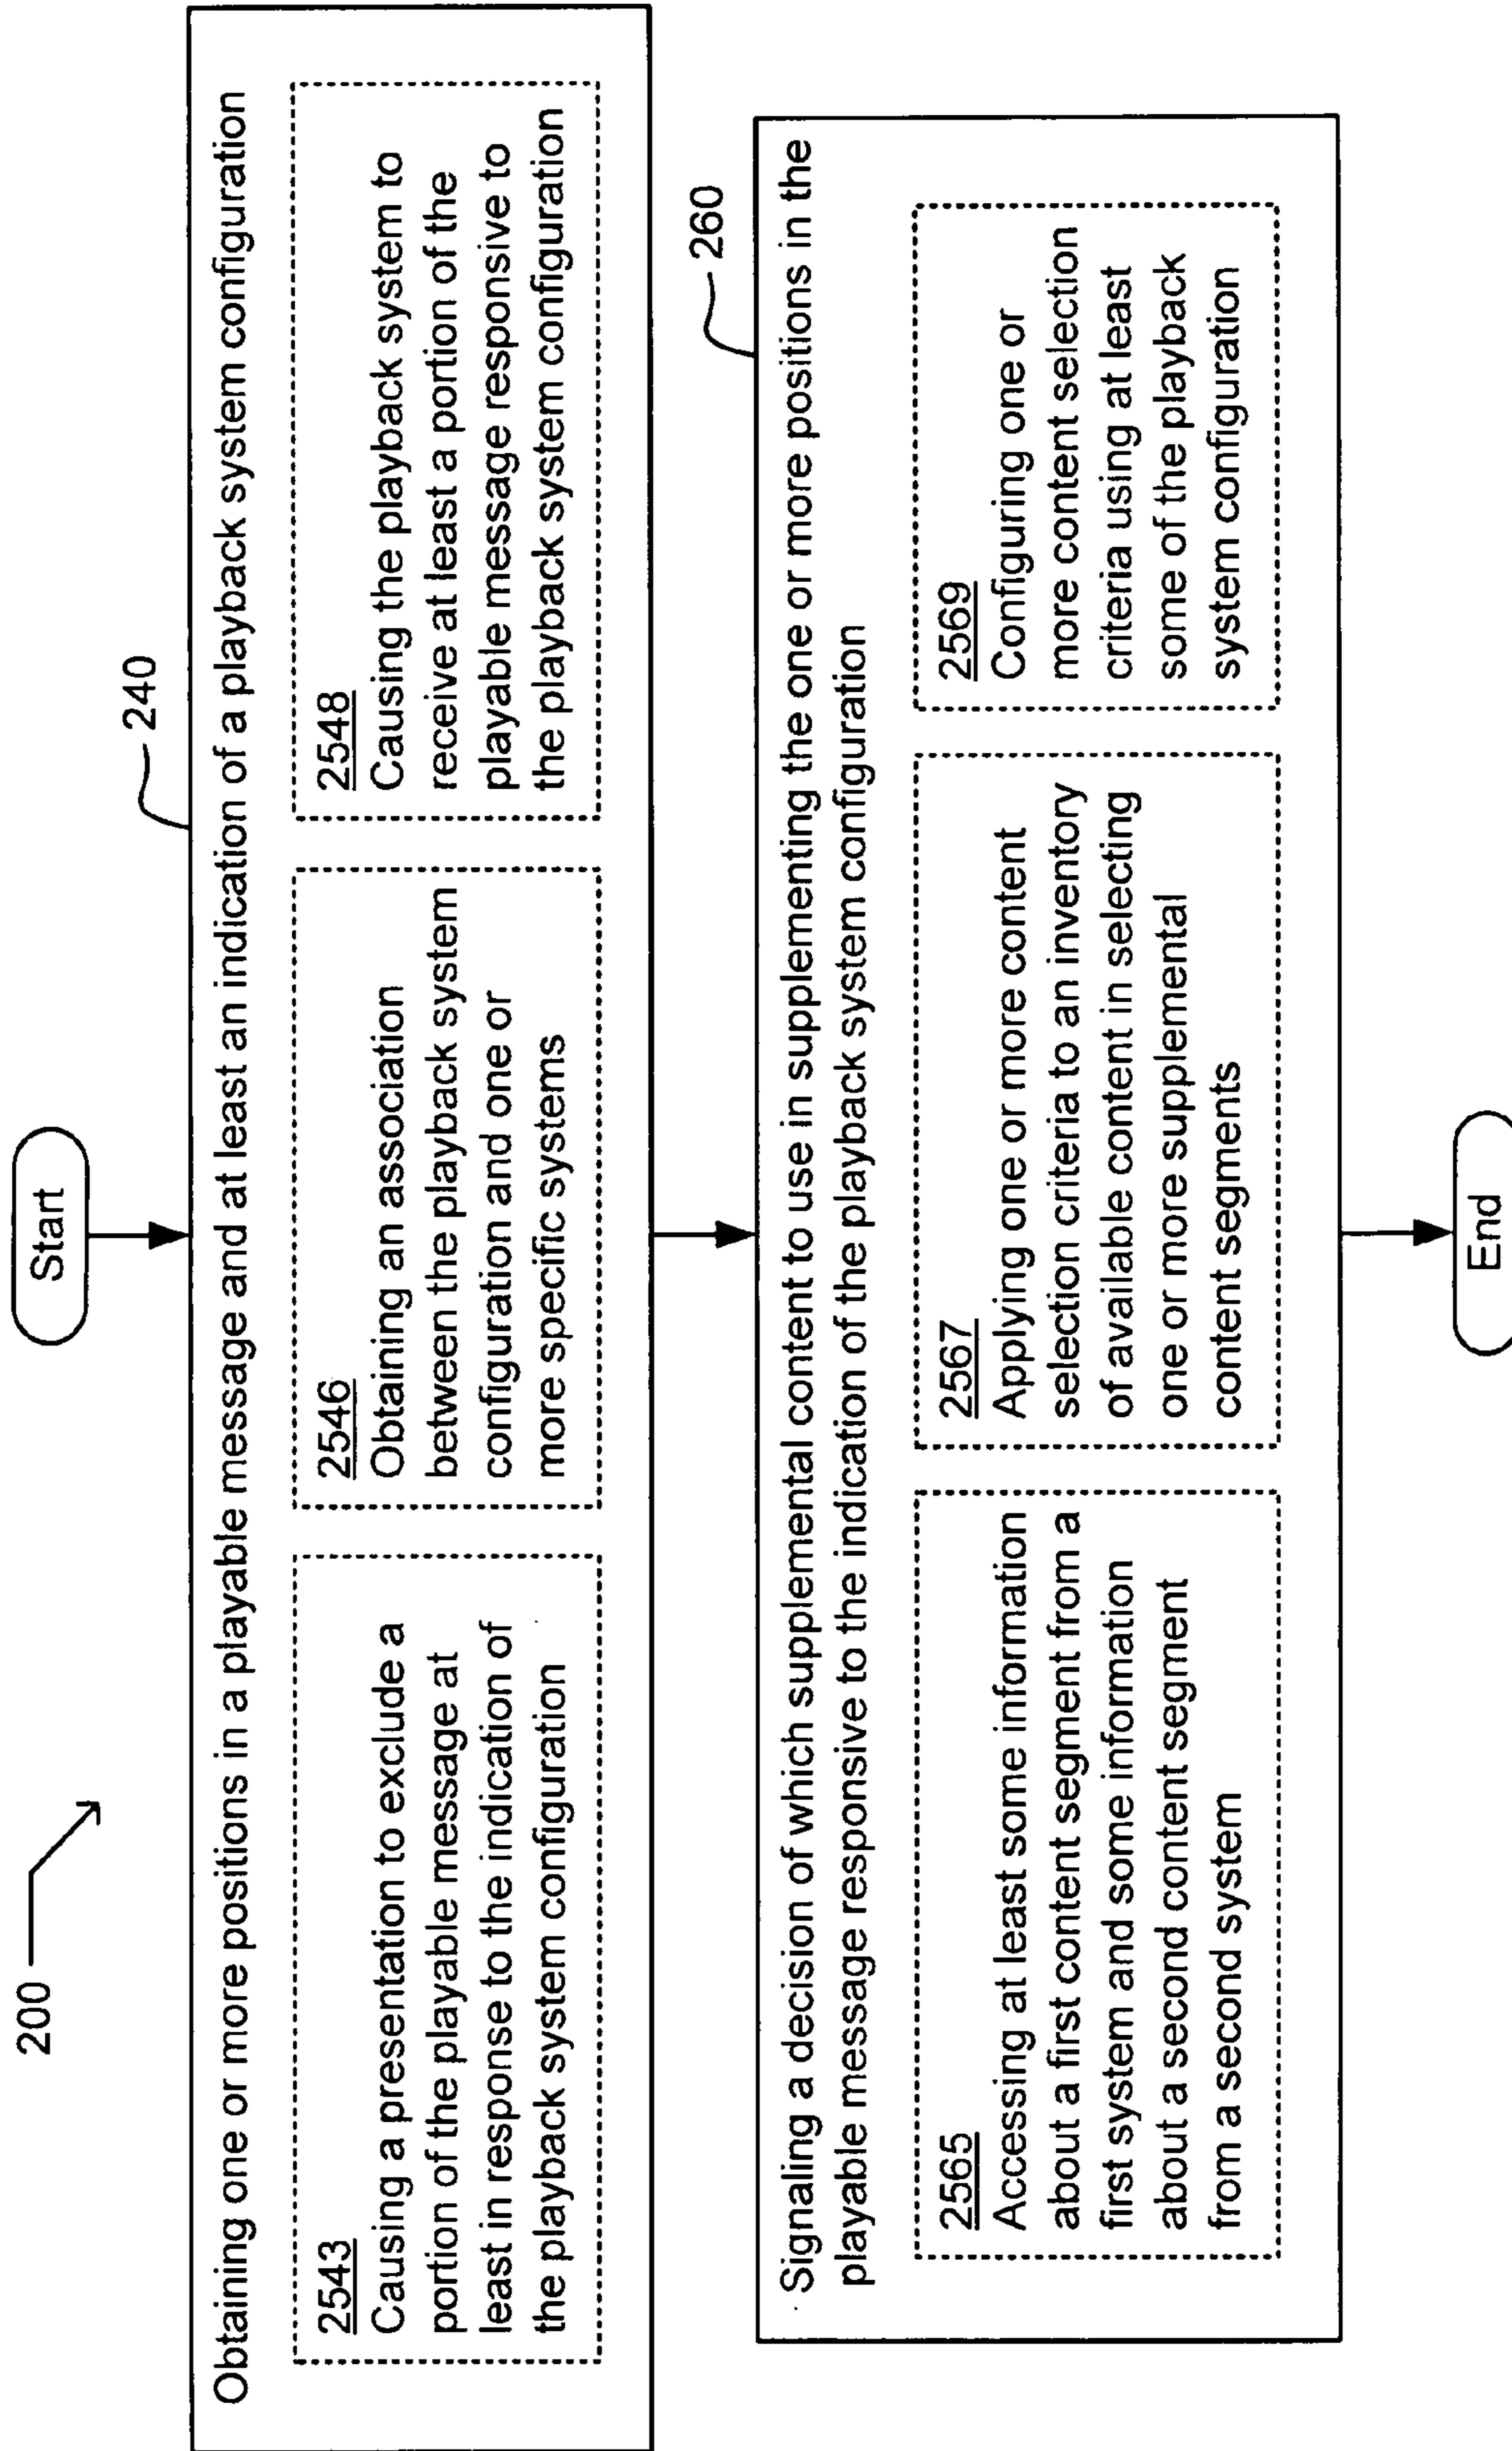 200
Start
240
Obtaining one or more positions in a playable message and at least an indication of a playback system configuration
2543
Causing a presentation to exclude a
portion of the playable message at
least in response to the indication of
the playback system configuration
2546
Obtaining an association
between the playback system
configuration and one or
more specific systems
2548
Causing the playback system to
receive at least a portion of the
playable message responsive to
the playback system configuration
260
Signaling a decision of which supplemental content to use in supplementing the one or more positions in the
playable message responsive to the indication of the playback system configuration
2565
Accessing at least some information
about a first content segment from a
first system and some information
about a second content segment
from a second system
2567
Applying one or more content
selection criteria to an inventory
of available content in selecting
one or more supplemental
content segments
2569
Configuring one or
more content selection
criteria using at least
some of the playback
system configuration
End